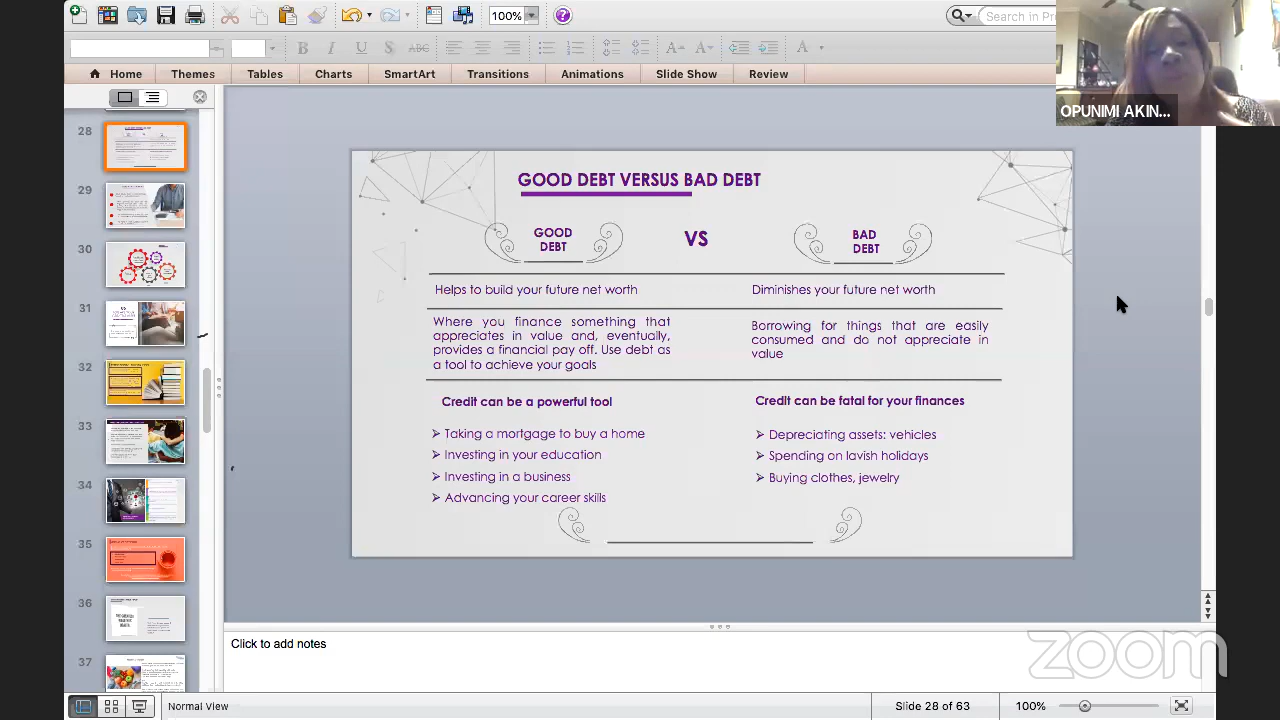 100%
Search in Pr
Home
Themes
Tables
Charts
SmartArt
Transitions
Animations
Slide Show
Review
OPUNIMI AKIN...
28
29
30
31
32
33
34
35
36
37
GOOD DEBT VERSUS BAD DEBT
GOOD
DEBT
VS
BAD
DEBT
Helps to build your future net worth
Diminishes your future net worth
Where you finance something that
appreciates in value and, eventually,
provides a financial pay off. Use debt as
a tool to achieve your goals
Borrowing for things that are easily
consumed and do not appreciate in
value
Credit can be a powerful tool
Credit can be fatal for your finances
➢ Taking a mortgage to buy a home
➢ Investing in your education
➢ Investing in a business
➢ Advancing your career skills
➢ Depraciating assets: vehicles
➢ Spending on lavish holidays
➢ Buying clothes, jewelry
Click to add notes
zoom
Normal View
Slide 28 of 63
100%